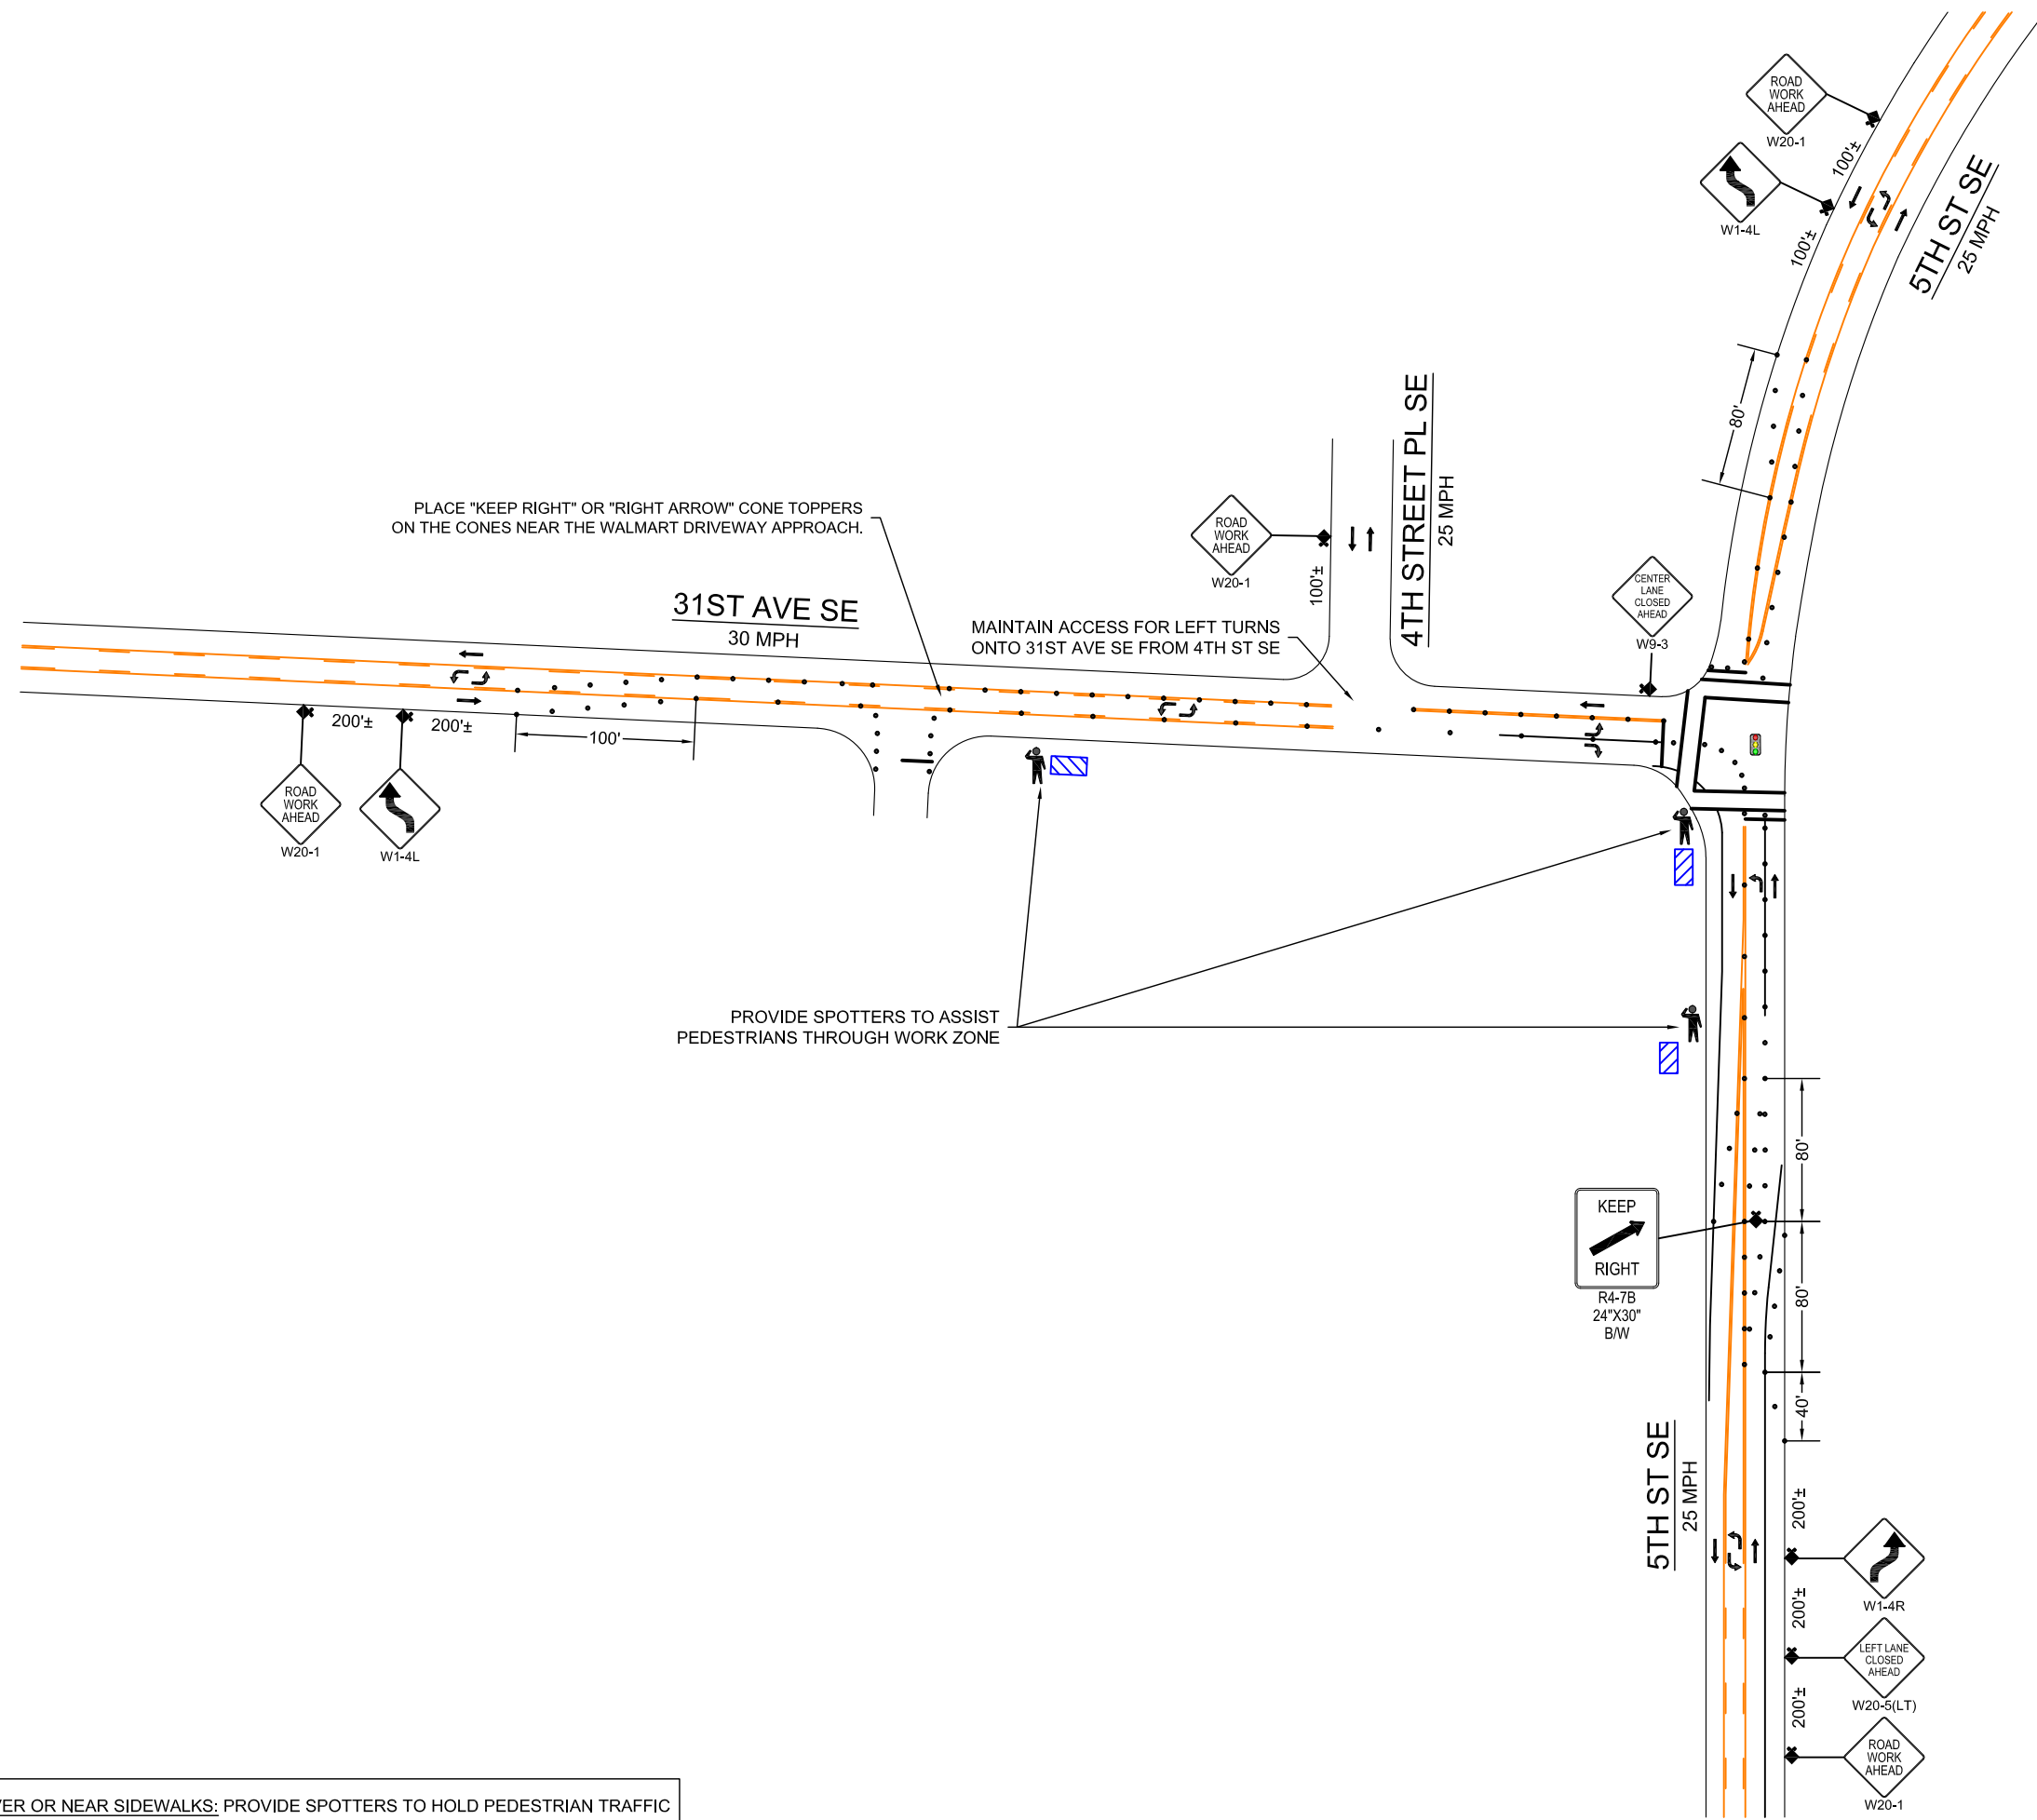 ROAD
WORK
AHEAD
W20-1
100'±
W1-4L
100'±
5TH ST SE
25 MPH
80'
4TH STREET PL SE
25 MPH
PLACE "KEEP RIGHT" OR "RIGHT ARROW" CONE TOPPERS
ON THE CONES NEAR THE WALMART DRIVEWAY APPROACH.
ROAD
WORK
AHEAD
W20-1
100'±
CENTER
LANE
CLOSED
AHEAD
W9-3
31ST AVE SE
30 MPH
MAINTAIN ACCESS FOR LEFT TURNS
ONTO 31ST AVE SE FROM 4TH ST SE
200'±
200'±
100'
ROAD
WORK
AHEAD
W20-1
W1-4L
PROVIDE SPOTTERS TO ASSIST
PEDESTRIANS THROUGH WORK ZONE
80'
KEEP
RIGHT
R4-7B
24"X30"
B/W
80'
40'
5TH ST SE
25 MPH
200'±
W1-4R
200'±
LEFT LANE
CLOSED
AHEAD
W20-5(LT)
200'±
ROAD
WORK
AHEAD
W20-1
VER OR NEAR SIDEWALKS: PROVIDE SPOTTERS TO HOLD PEDESTRIAN TRAFFIC